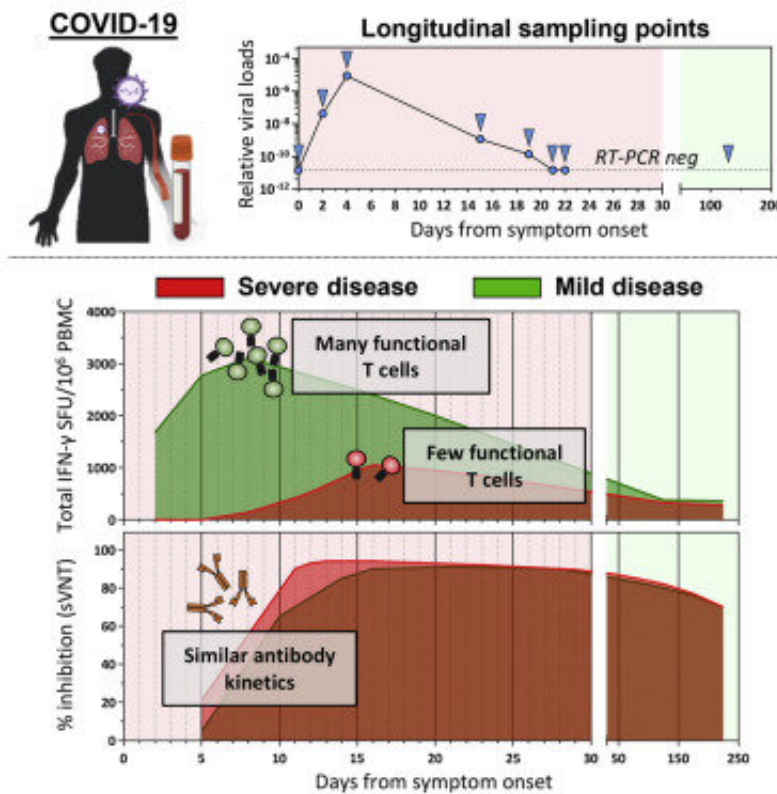 COVID-19
Longitudinal sampling points
Relative viral loads
10⁻⁴
10⁻⁶
10⁻⁸
10⁻¹⁰
10⁻¹²
RT-PCR neg
0 2 4 6 8 10 12 14 16 18 20 22 24 26 28 30 100 200
Days from symptom onset
Severe disease
Mild disease
Total IFN-γ SFU/10⁶ PBMC
4000
3000
2000
1000
0
Many functional
T cells
Few functional
T cells
% inhibition (sVNT)
100
80
60
40
20
0
Similar antibody
kinetics
0 5 10 15 20 25 30 50 150 250
Days from symptom onset